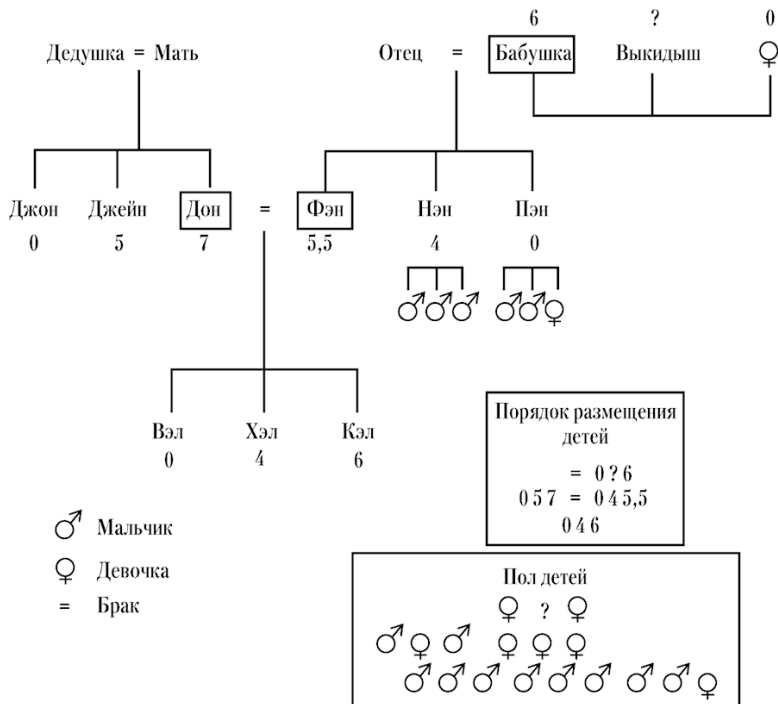 6 ? 0
Дедушка = Мать Отец = Бабушка Выкидыш ♀
Джон Джейн Дон = Фэн Нэн Пэн
0 5 7 5,5 4 0
♂♂♂ ♂♂♀
Вэл Хэл Кэл
0 4 6
Порядок размещения
детей
= 0 ? 6
0 5 7 = 0 4 5,5
0 4 6
♂ Мальчик
♀ Девочка
= Брак
Пол детей
♀ ? ♀
♂ ♀ ♂ ♀ ♀ ♀
♂ ♂ ♂ ♂ ♂ ♂ ♂ ♂ ♀